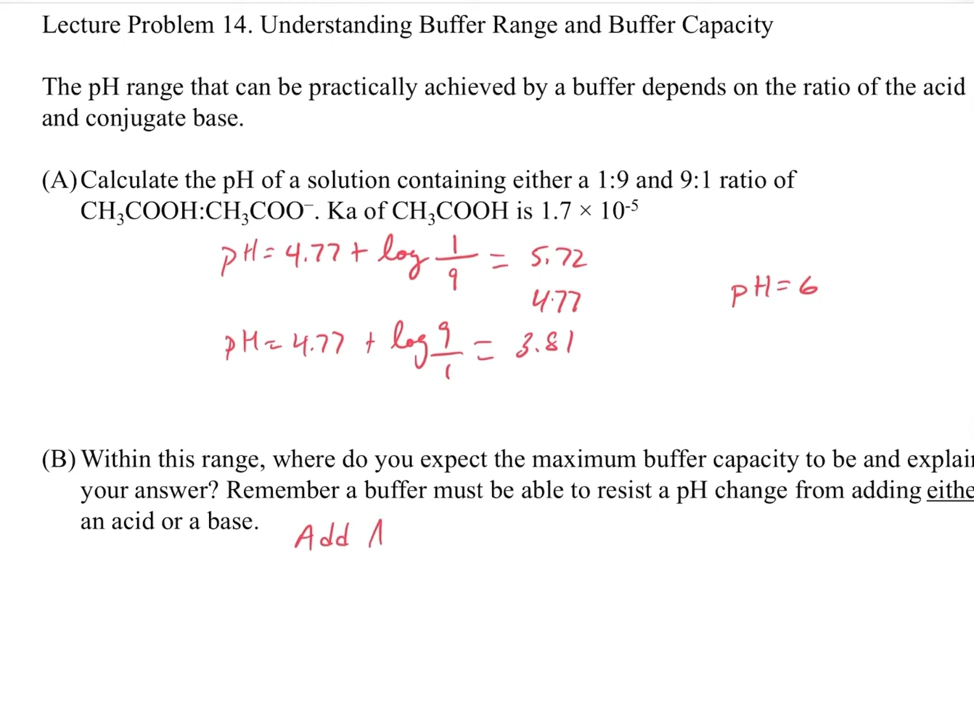 Lecture Problem 14. Understanding Buffer Range and Buffer Capacity
The pH range that can be practically achieved by a buffer depends on the ratio of the acid
and conjugate base.
(A) Calculate the pH of a solution containing either a 1:9 and 9:1 ratio of
CH₃COOH:CH₃COO⁻. Ka of CH₃COOH is 1.7 × 10⁻⁵
pH = 4.77 + log 1/9 = 5.72
4.77
pH = 6
pH = 4.77 + log 9/1 = 3.81
(B) Within this range, where do you expect the maximum buffer capacity to be and explai
your answer? Remember a buffer must be able to resist a pH change from adding eithe
an acid or a base.
Add